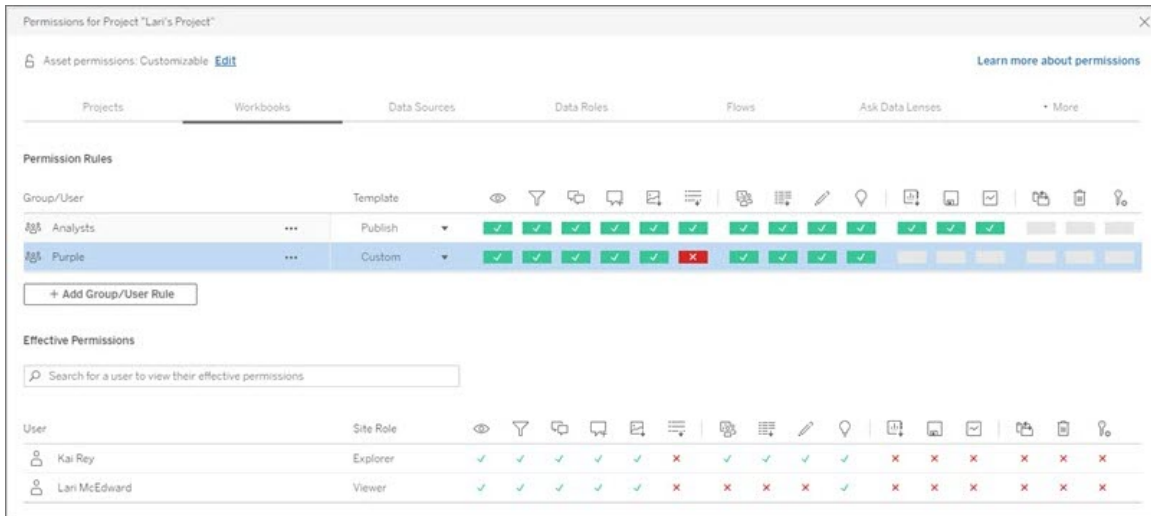 Permissions for Project "Lari's Project"
Asset permissions: Customizable Edit Learn more about permissions
Projects Workbooks Data Sources Data Roles Flows Ask Data Lenses • More
Permission Rules
Group/User Template
Analysts ••• Publish
Purple ••• Custom
+ Add Group/User Rule
Effective Permissions
Search for a user to view their effective permissions
User Site Role
Kai Rey Explorer
Lari McEdward Viewer